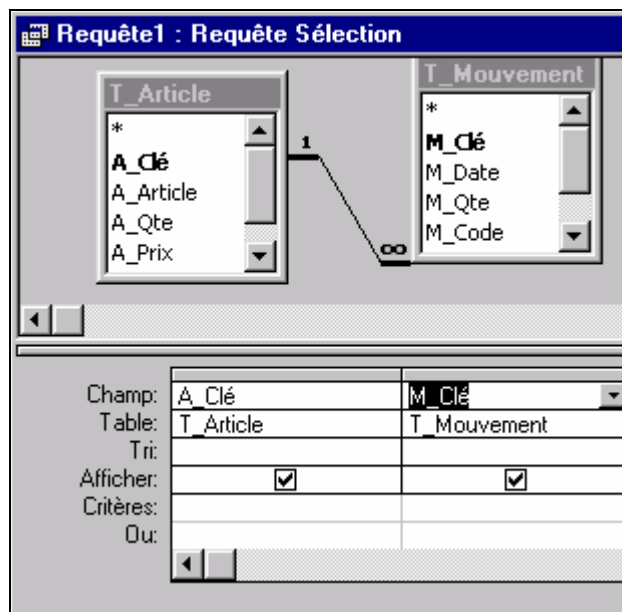 Requête1 : Requête Sélection
T_Article
*
A_Clé
A_Article
A_Qte
A_Prix
1
∞
T_Mouvement
*
M_Clé
M_Date
M_Qte
M_Code
Champ: A_Clé M_Clé
Table: T_Article T_Mouvement
Tri:
Afficher:
Critères:
Ou: